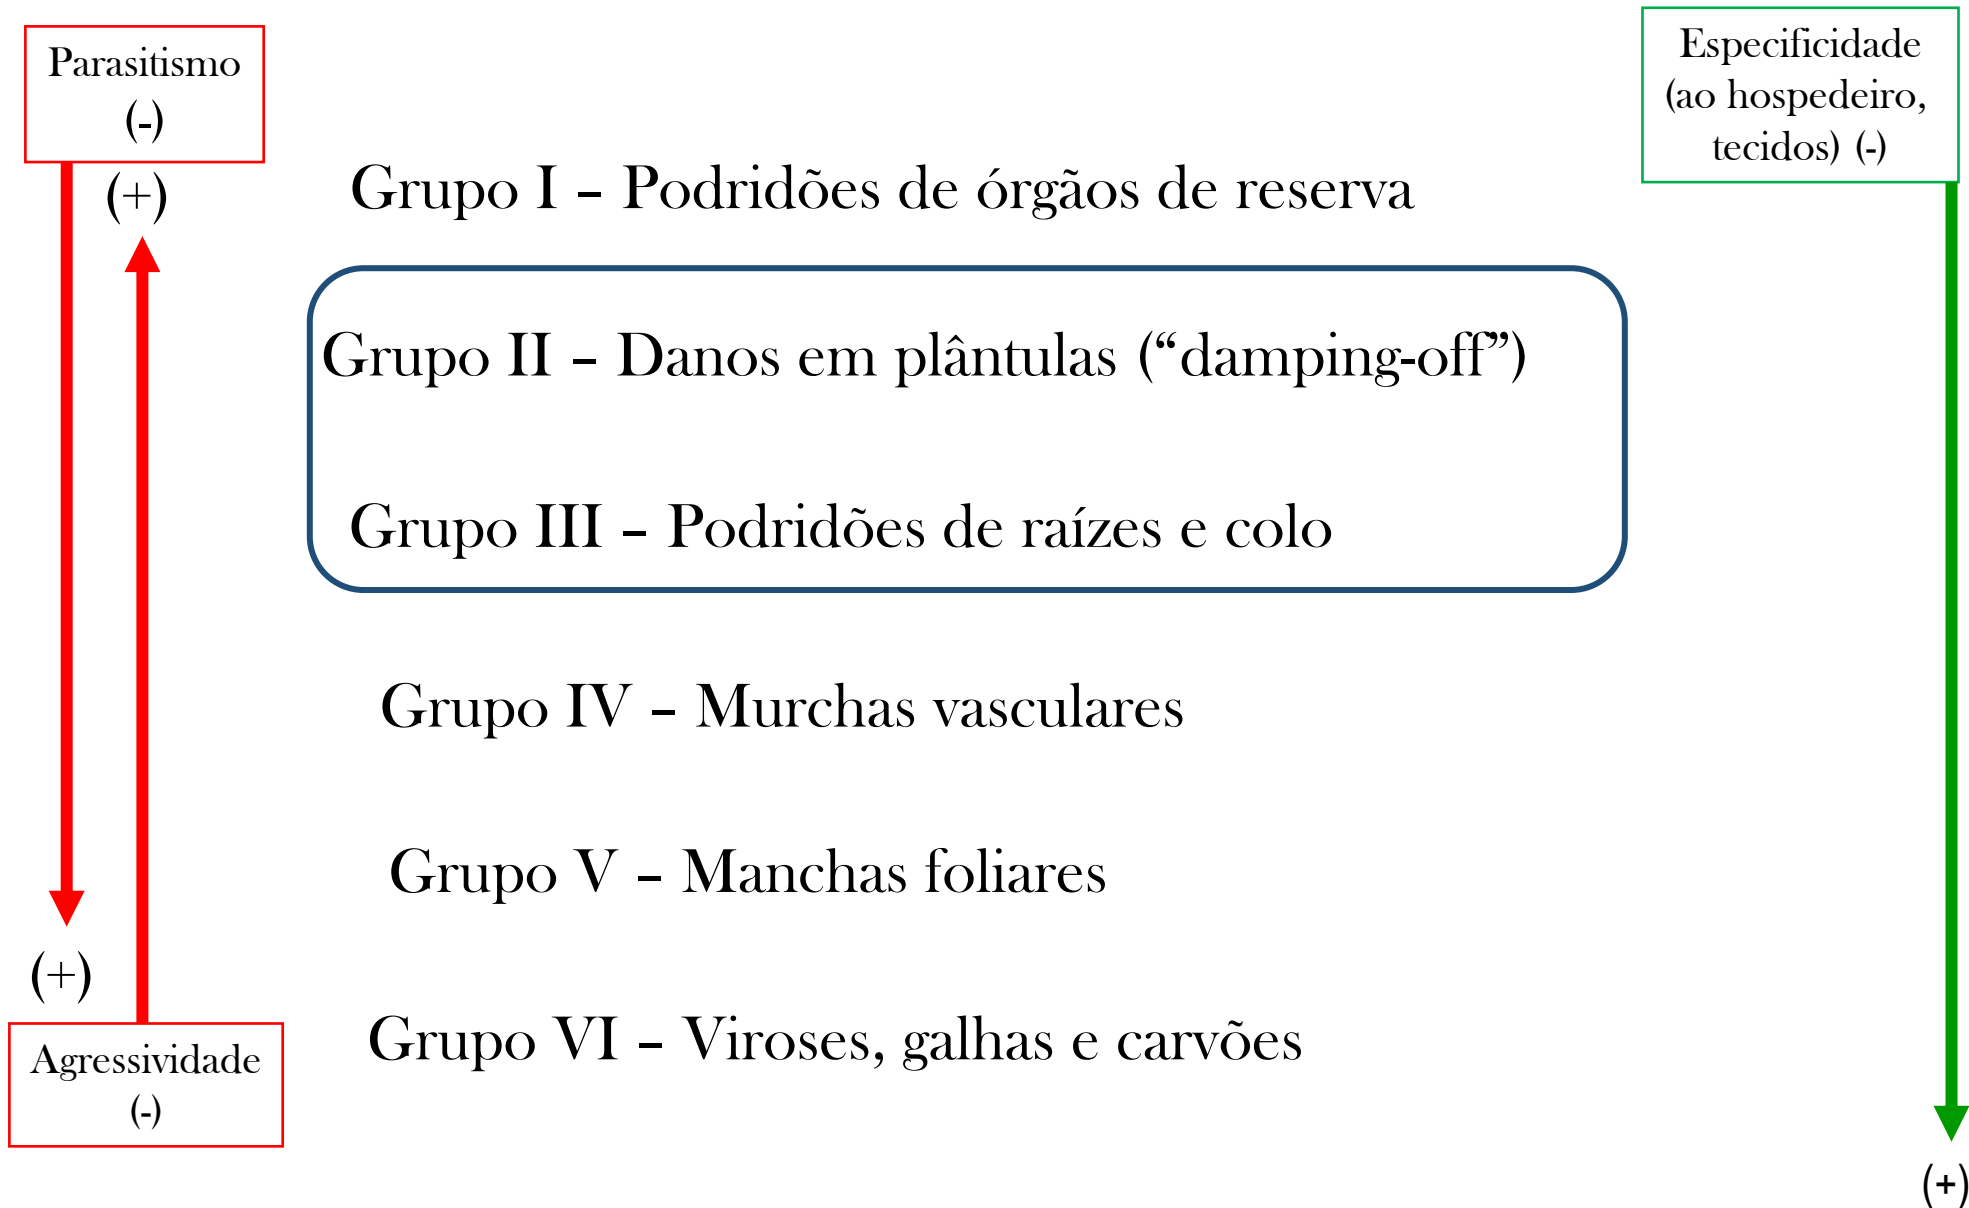 Parasitismo
(-)
(+)
Especificidade
(ao hospedeiro,
tecidos) (-)
Grupo I – Podridões de órgãos de reserva
Grupo II – Danos em plântulas (“damping-off”)
Grupo III – Podridões de raízes e colo
Grupo IV – Murchas vasculares
Grupo V – Manchas foliares
(+)
Grupo VI – Viroses, galhas e carvões
Agressividade
(-)
(+)